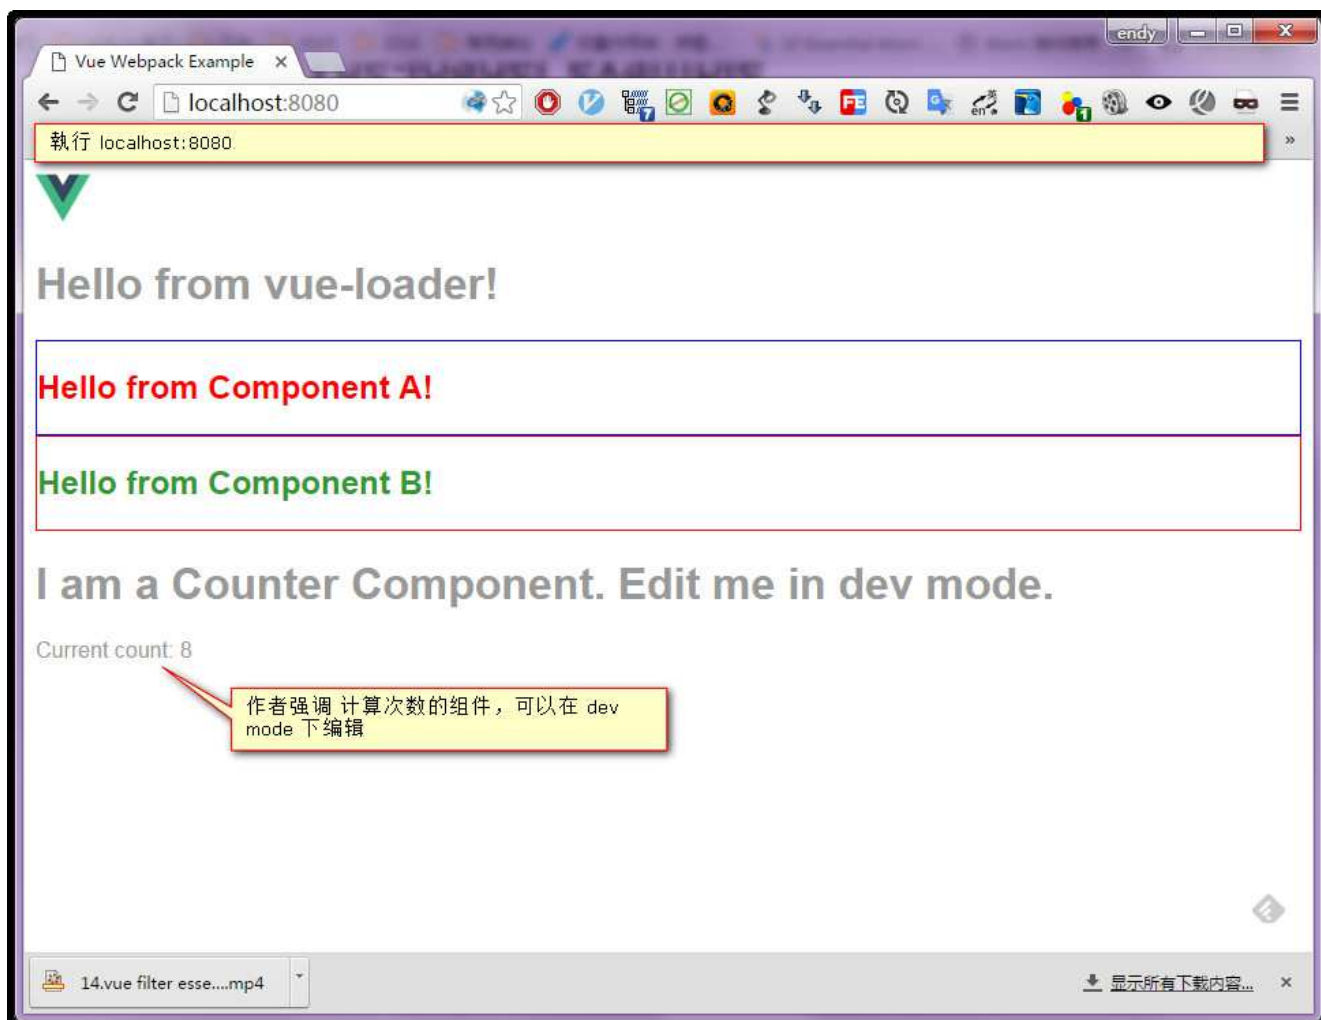 endy
Vue Webpack Example
localhost:8080
執行 localhost:8080
Hello from vue-loader!
Hello from Component A!
Hello from Component B!
I am a Counter Component. Edit me in dev mode.
Current count: 8
作者强调 计算次数的组件，可以在 dev
mode 下编辑
14.vue filter esse....mp4
显示所有下载内容...